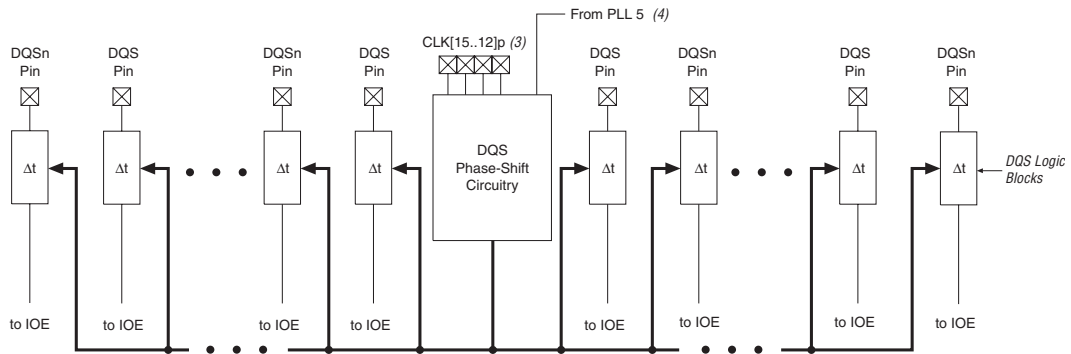 From PLL 5 (4)
CLK[15..12]p (3)
DQSn
Pin
DQS
Pin
DQSn
Pin
DQS
Pin
DQS
Pin
DQSn
Pin
DQS
Pin
DQSn
Pin
Δt
Δt
Δt
Δt
DQS
Phase-Shift
Circuitry
Δt
Δt
Δt
Δt
DQS Logic
Blocks
to IOE
to IOE
to IOE
to IOE
to IOE
to IOE
to IOE
to IOE